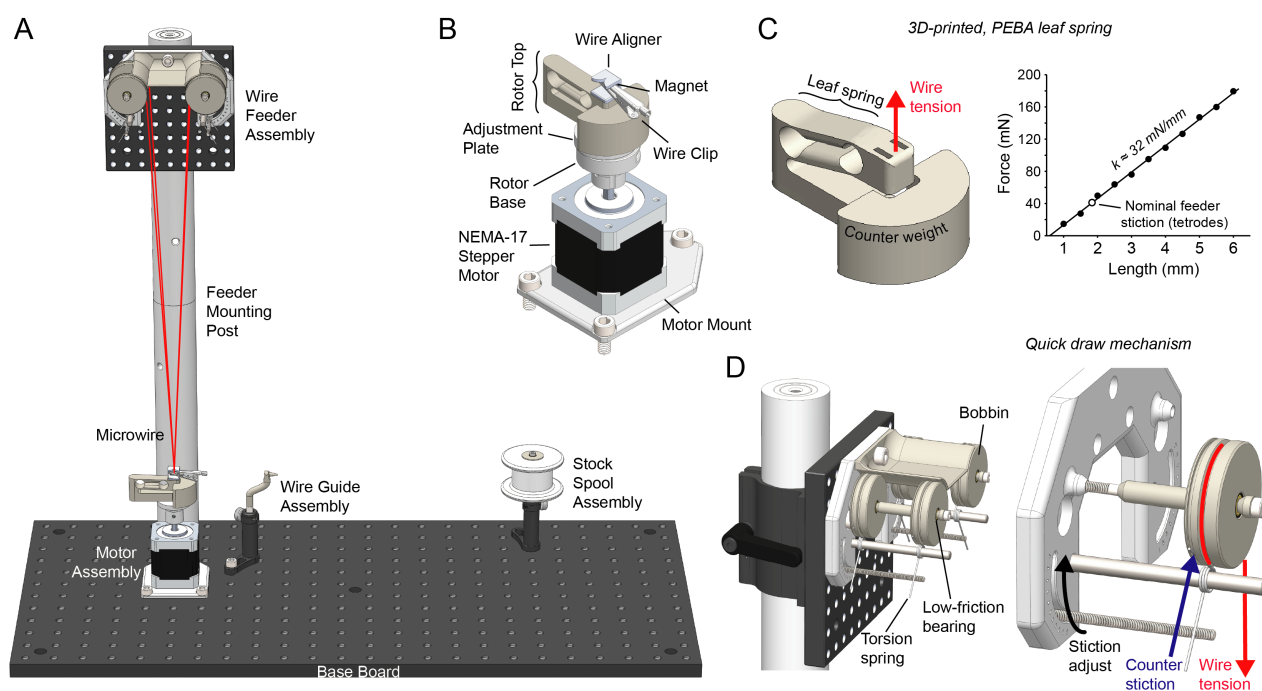 A
Wire
Feeder
Assembly
Feeder
Mounting
Post
Microwire
Wire Guide
Assembly
Stock
Spool
Assembly
Motor
Assembly
Base Board
B
Wire Aligner
Rotor Top
Magnet
Adjustment
Plate
Wire Clip
Rotor
Base
NEMA-17
Stepper
Motor
Motor Mount
C
3D-printed, PEBA leaf spring
Leaf spring
Wire
tension
Counter weight
Force (mN)
200
160
120
80
40
0
k ≈ 32 mN/mm
Nominal feeder
stiction (tetrodes)
1 2 3 4 5 6
Length (mm)
D
Quick draw mechanism
Bobbin
Low-friction
bearing
Torsion
spring
Stiction
adjust
Counter
stiction
Wire
tension